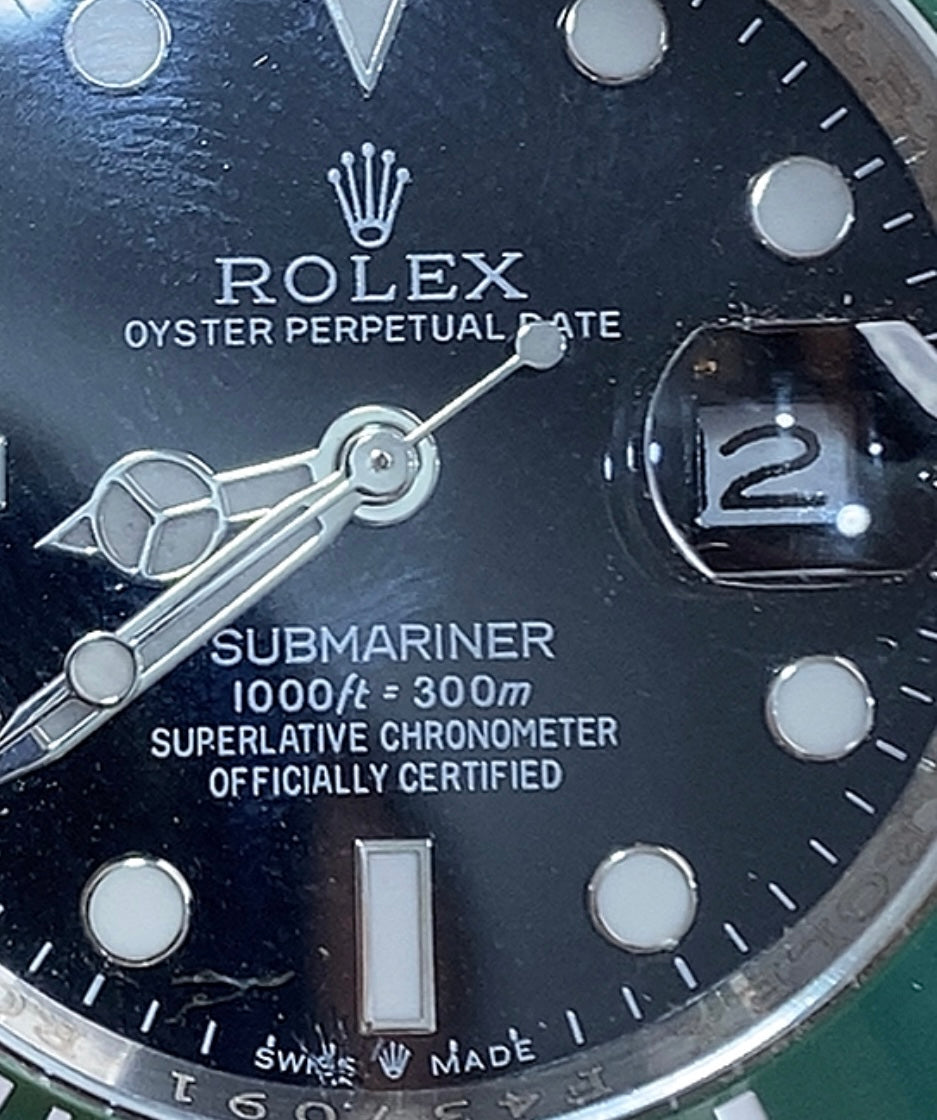 ROLEX
OYSTER PERPETUAL DATE
2
SUBMARINER
1000ft = 300m
SUPERLATIVE CHRONOMETER
OFFICIALLY CERTIFIED
SWISS MADE